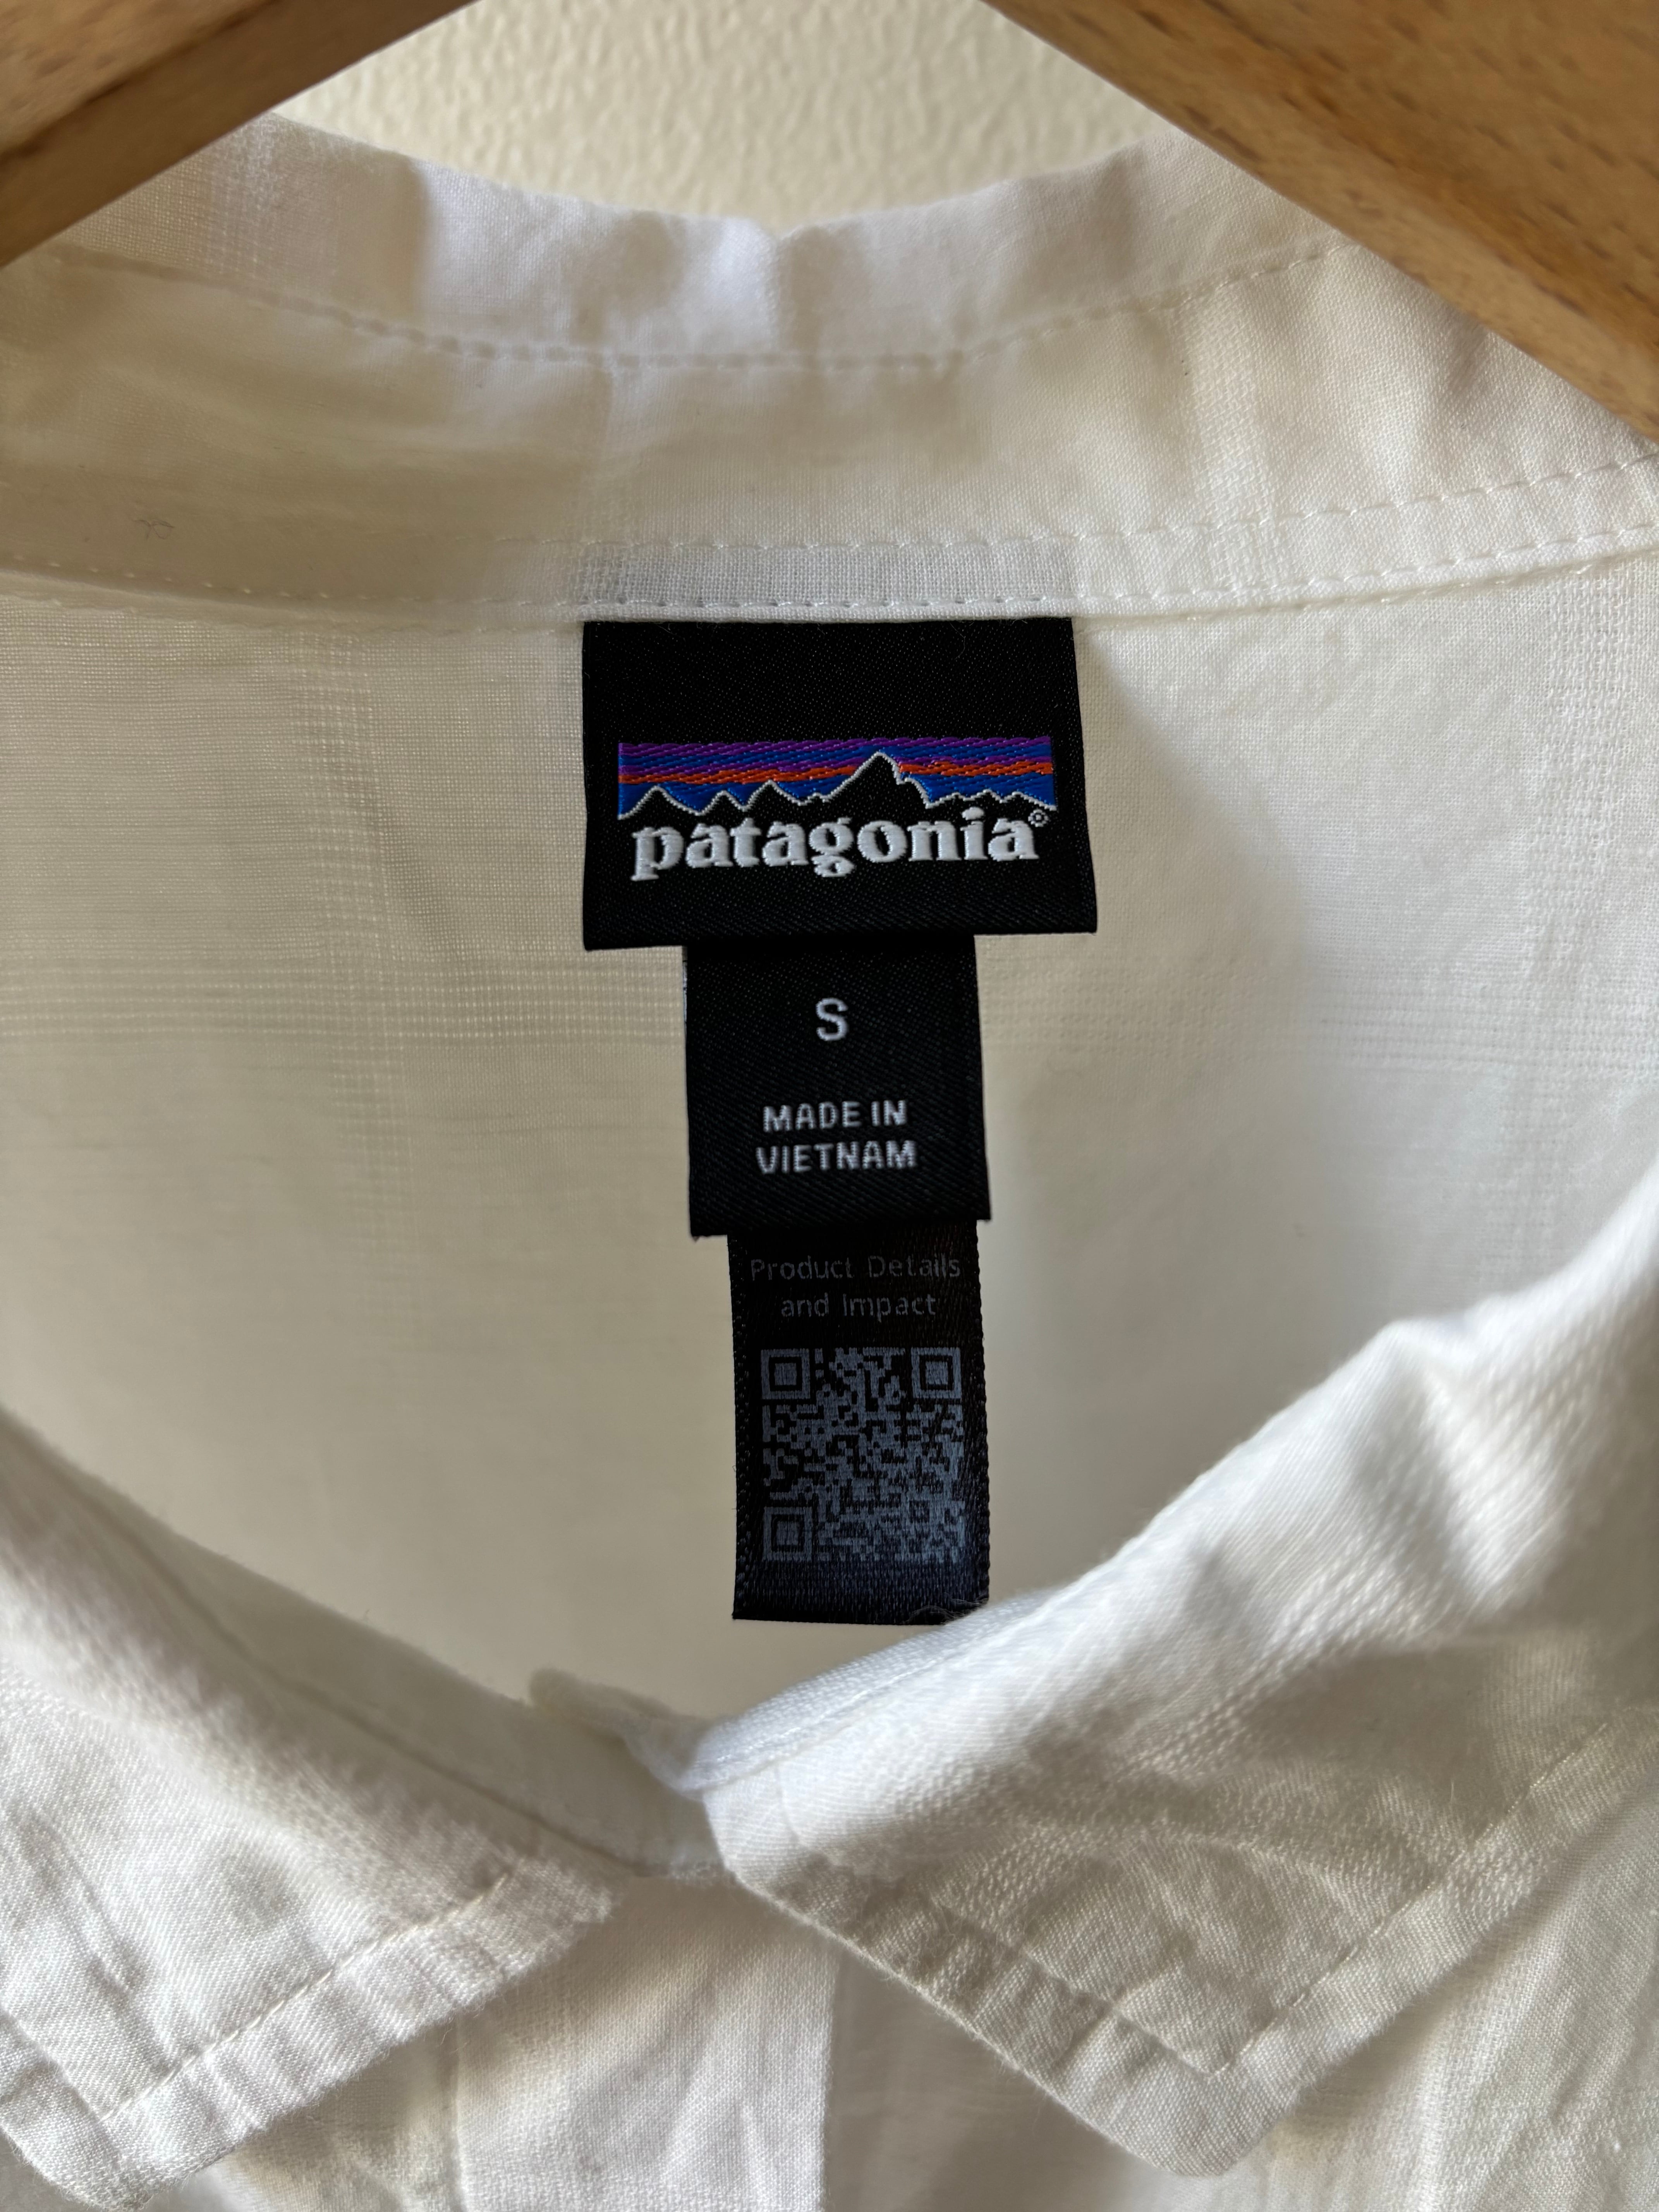 patagonia®
S
MADE IN
VIETNAM
Product Details
and Impact